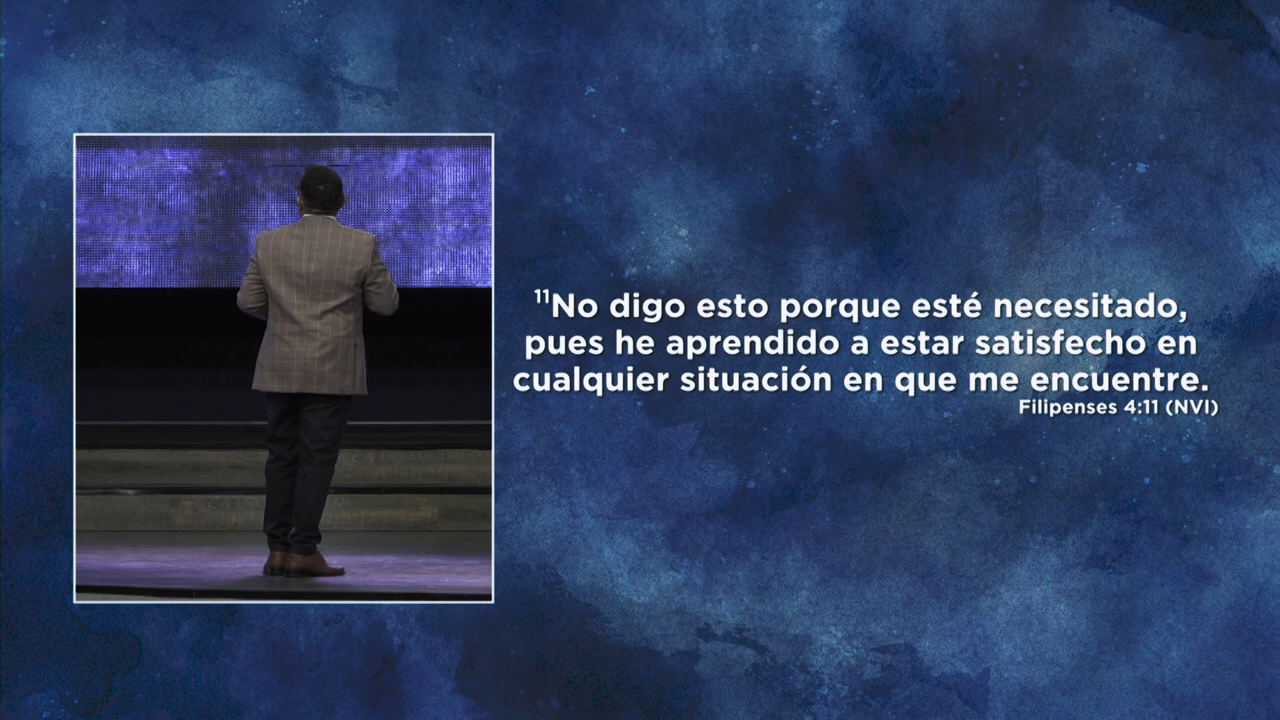 ¹¹No digo esto porque esté necesitado,
pues he aprendido a estar satisfecho en
cualquier situación en que me encuentre.
Filipenses 4:11 (NVI)